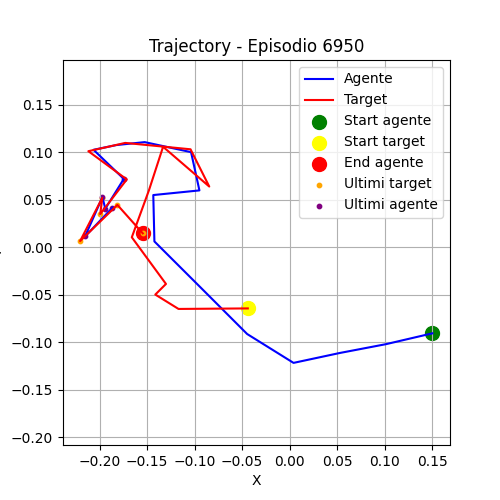 Trajectory - Episodio 6950
Agente
Target
Start agente
Start target
End agente
Ultimi target
Ultimi agente
0.15
0.10
0.05
0.00
−0.05
−0.10
−0.15
−0.20
−0.20 −0.15 −0.10 −0.05 0.00 0.05 0.10 0.15
X